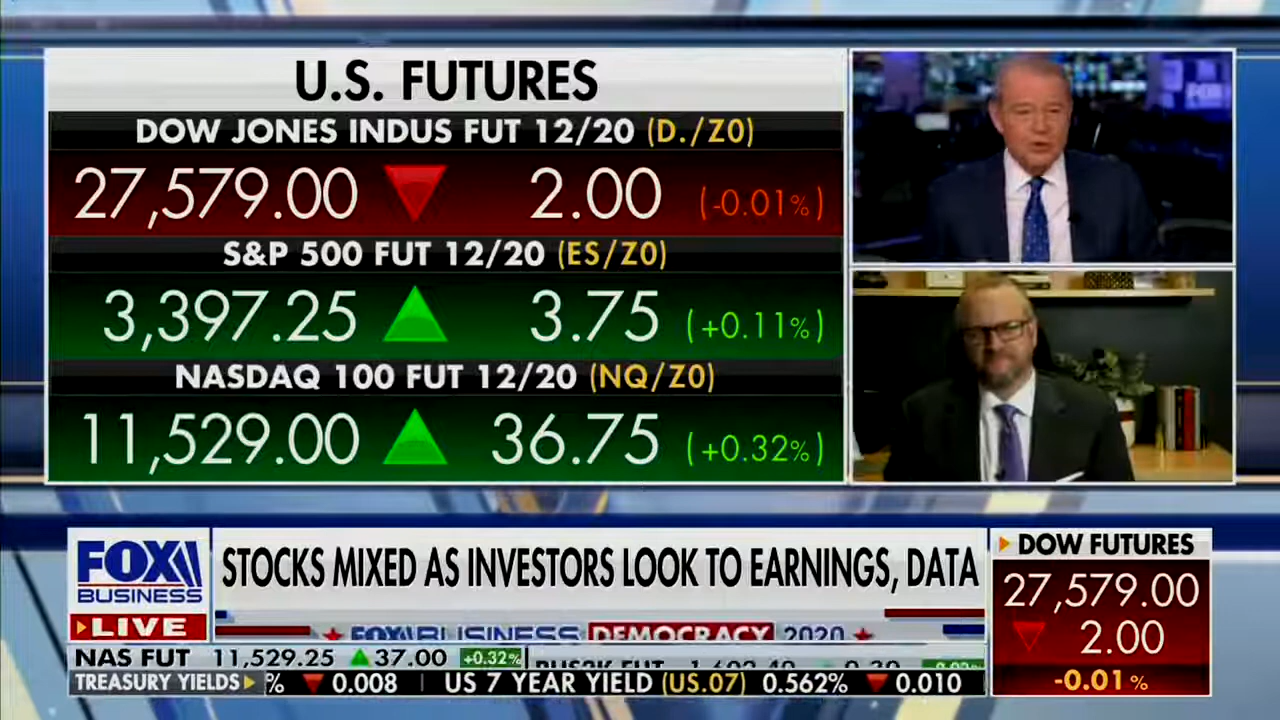 U.S. FUTURES
DOW JONES INDUS FUT 12/20 (D./Z0)
27,579.00 2.00 (-0.01%)
S&P 500 FUT 12/20 (ES/Z0)
3,397.25 3.75 (+0.11%)
NASDAQ 100 FUT 12/20 (NQ/Z0)
11,529.00 36.75 (+0.32%)
FOX
BUSINESS
LIVE
STOCKS MIXED AS INVESTORS LOOK TO EARNINGS, DATA
FOX BUSINESS DEMOCRACY 2020
NAS FUT 11,529.25 37.00 +0.32%
TREASURY YIELDS % 0.008 US 7 YEAR YIELD (US.07) 0.562% 0.010
DOW FUTURES
27,579.00
2.00
-0.01%